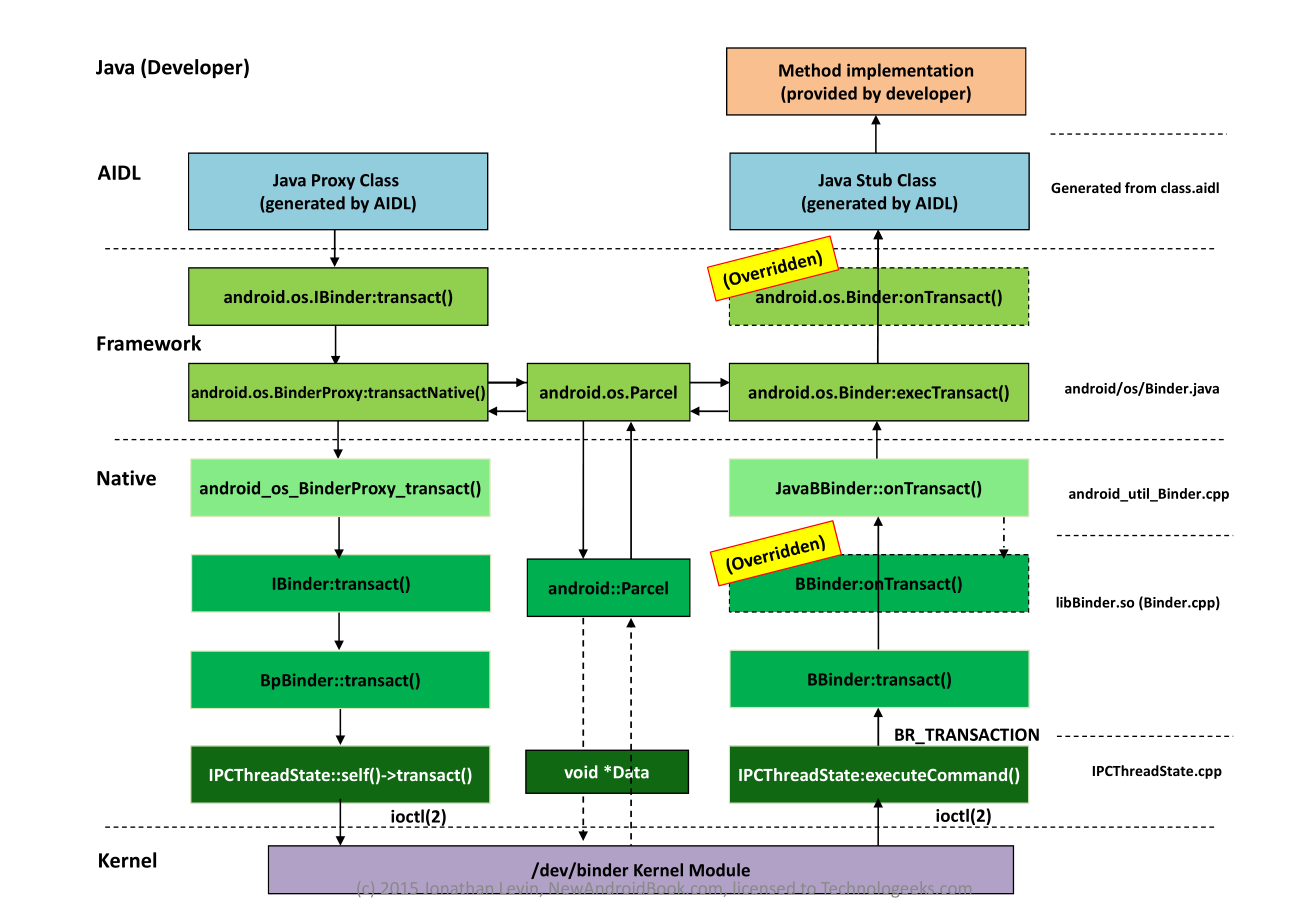 Java (Developer)
Method implementation
(provided by developer)
AIDL
Java Proxy Class
(generated by AIDL)
Java Stub Class
(generated by AIDL)
Generated from class.aidl
(Overridden)
android.os.IBinder:transact()
android.os.Binder:onTransact()
Framework
android.os.BinderProxy:transactNative()
android.os.Parcel
android.os.Binder:execTransact()
android/os/Binder.java
Native
android_os_BinderProxy_transact()
JavaBBinder::onTransact()
android_util_Binder.cpp
(Overridden)
IBinder:transact()
android::Parcel
BBinder:onTransact()
libBinder.so (Binder.cpp)
BpBinder::transact()
BBinder:transact()
BR_TRANSACTION
IPCThreadState::self()->transact()
void *Data
IPCThreadState:executeCommand()
IPCThreadState.cpp
ioctl(2)
ioctl(2)
Kernel
/dev/binder Kernel Module
(c) 2015 Jonathan Levin, NewAndroidBook.com, licensed to Technologeeks.com